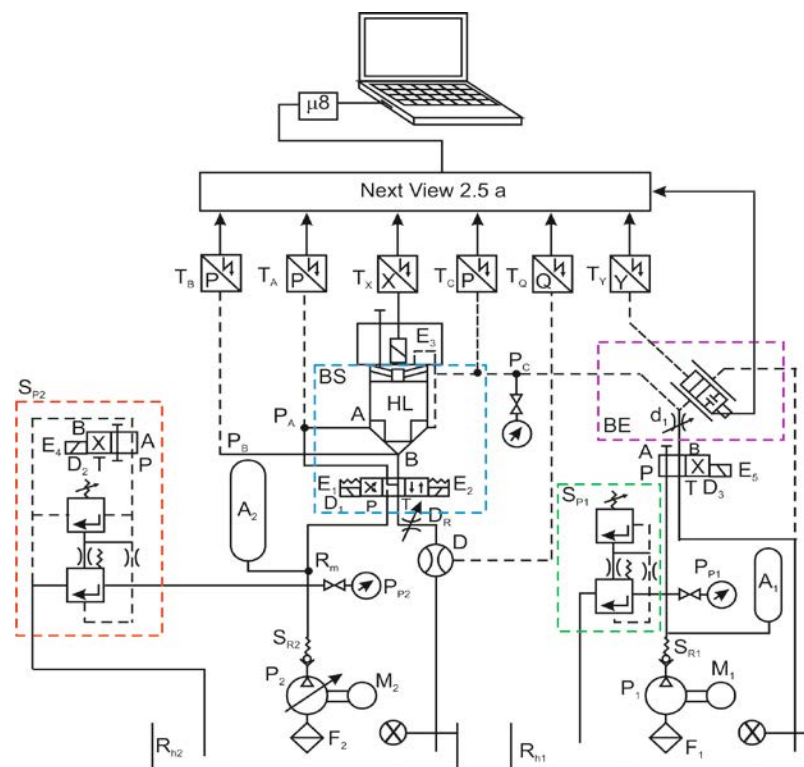 μ8
Next View 2.5 a
T_B P T_A P T_X X T_C P T_Q Q T_Y Y
E_3
S_P2
BS
P_C
HL
BE
d_1
B
E_4 X A
D_2 T P
P_A A
P_B B
A B
P X E_5
T D_3
E_1 E_2
D_1 P T
D_R
A_2
S_P1
D
R_m
P_P2
P_P1
A_1
S_R2
S_R1
P_2 M_2
P_1 M_1
R_h2 F_2
R_h1 F_1